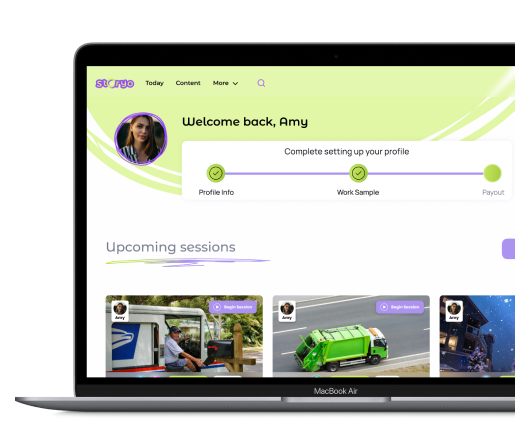 Storyo
Today
Content
More
Welcome back, Amy
Complete setting up your profile
Profile Info
Work Sample
Payout
Upcoming sessions
Amy
Begin Session
Amy
Begin Session
Amy
MacBook Air